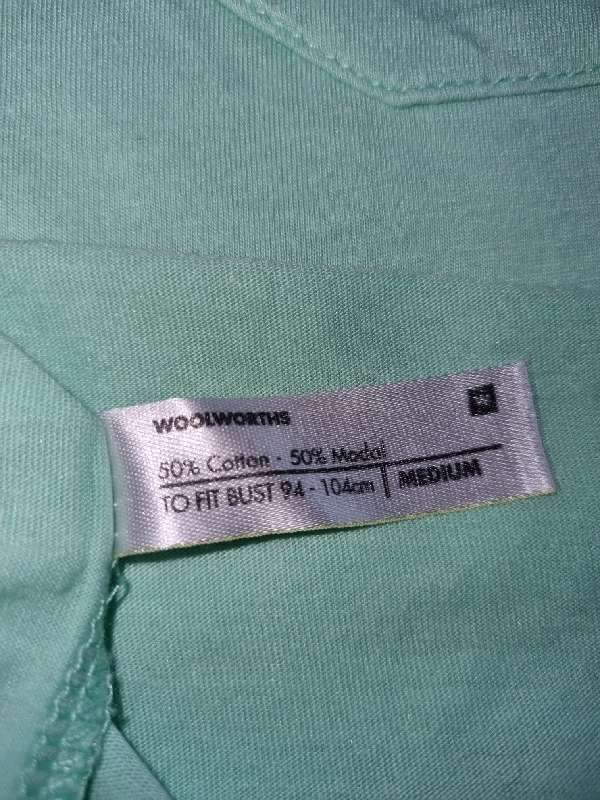 WOOLWORTHS
50% Cotton · 50% Modal
TO FIT BUST 94 - 104cm | MEDIUM